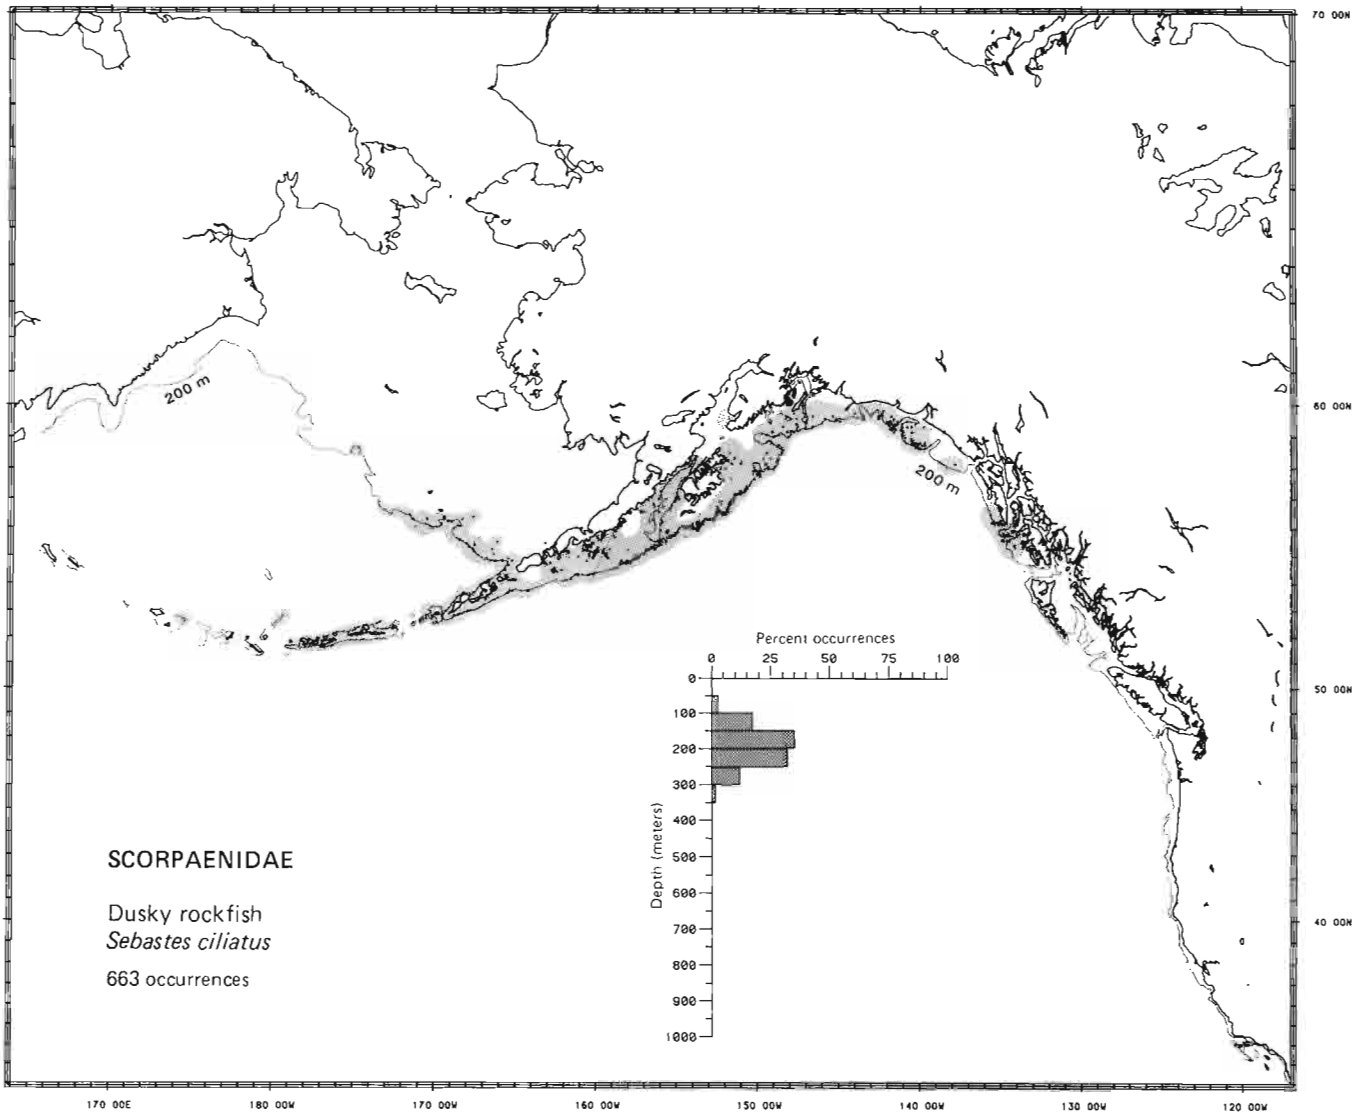 70 00N
200 m
60 00N
200 m
Percent occurrences
0 25 50 75 100
0
50 00N
100
200
300
400
Depth (meters)
500
600
700
800
900
1000
SCORPAENIDAE
Dusky rockfish
Sebastes ciliatus
663 occurrences
40 00N
170 00E 180 00W 170 00W 160 00W 150 00W 140 00W 130 00W 120 00W